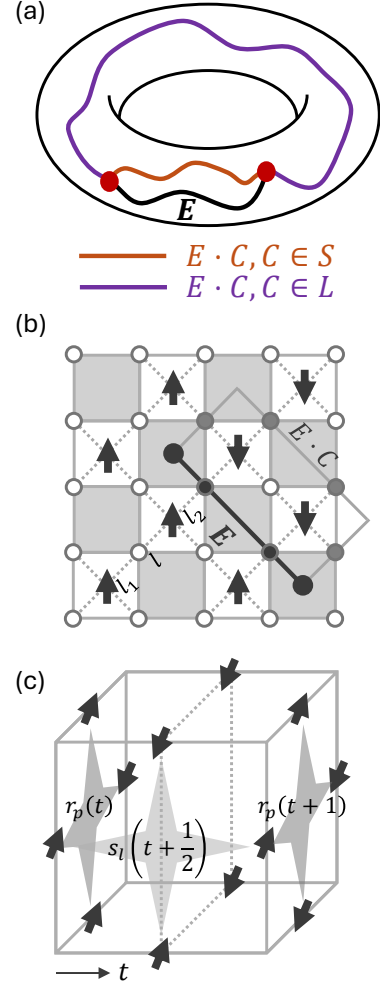 (a)
E
E · C, C ∈ S
E · C, C ∈ L
(b)
E · C
l₂
E
l₁
l
(c)
r_p(t)
r_p(t + 1)
s_l(t + 1/2)
t